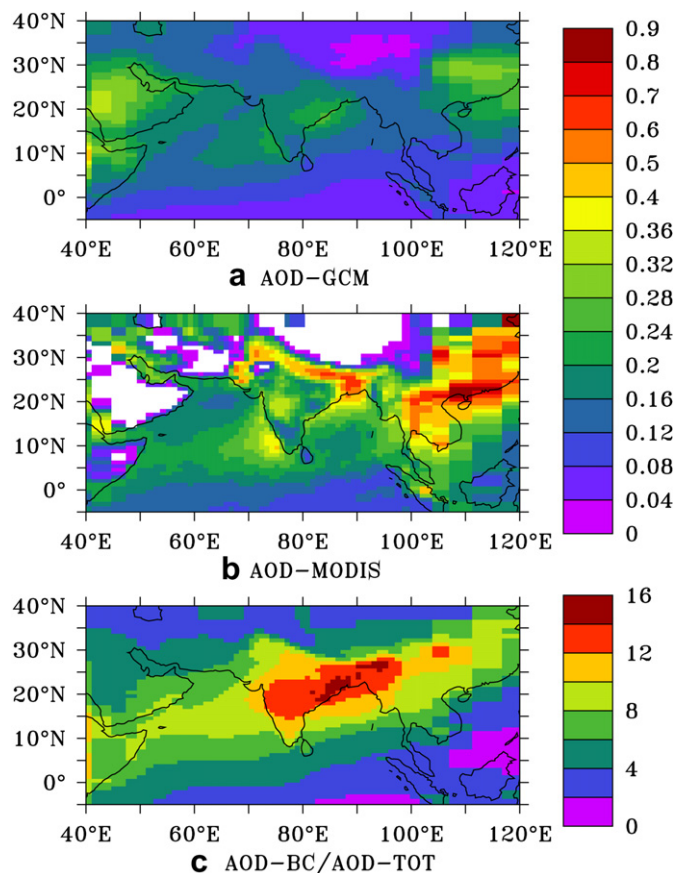 40°N
30°N
20°N
10°N
0°
40°E 60°E 80°E 100°E 120°E
a AOD-GCM
40°N
30°N
20°N
10°N
0°
40°E 60°E 80°E 100°E 120°E
b AOD-MODIS
0.9
0.8
0.7
0.6
0.5
0.4
0.36
0.32
0.28
0.24
0.2
0.16
0.12
0.08
0.04
0
40°N
30°N
20°N
10°N
0°
40°E 60°E 80°E 100°E 120°E
c AOD-BC/AOD-TOT
16
12
8
4
0